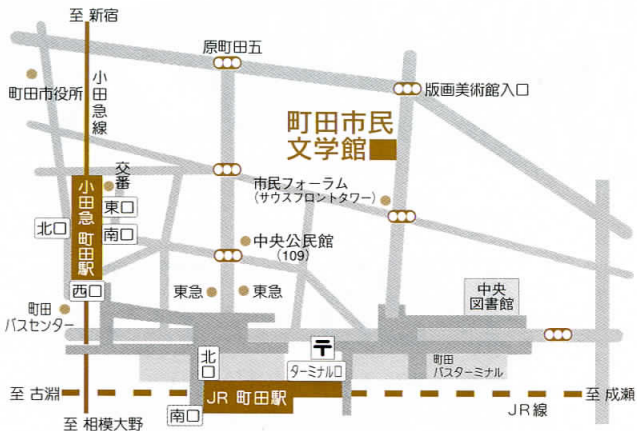 至 新宿
原町田五
町田市役所
小田急線
版画美術館入口
町田市民
文学館
交番
市民フォーラム
(サウスフロントタワー)
小田急 町田駅
東口
北口
南口
中央公民館
(109)
西口
東急
東急
中央
図書館
町田
バスセンター
〒
北口
ターミナル口
町田
バスターミナル
至 古淵
JR 町田駅
至 成瀬
南口
JR線
至 相模大野